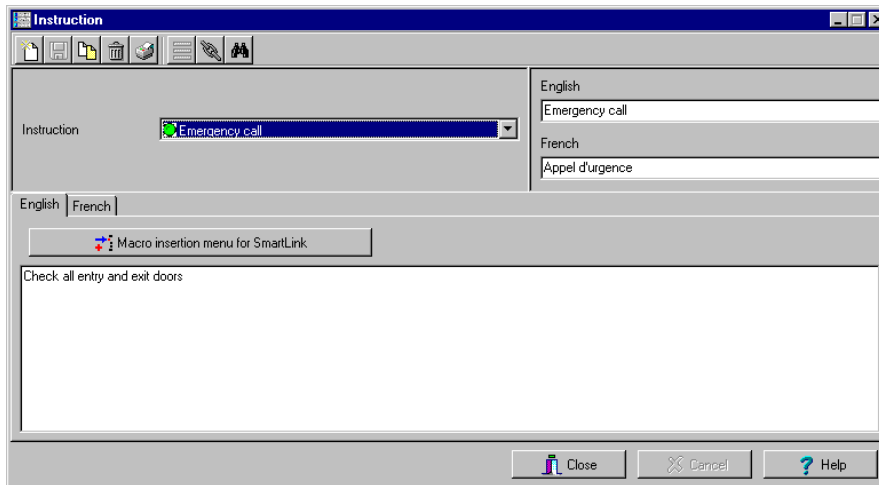 Instruction
English
Emergency call
Instruction
Emergency call
French
Appel d'urgence
English
French
Macro insertion menu for SmartLink
Check all entry and exit doors
Close
Cancel
Help